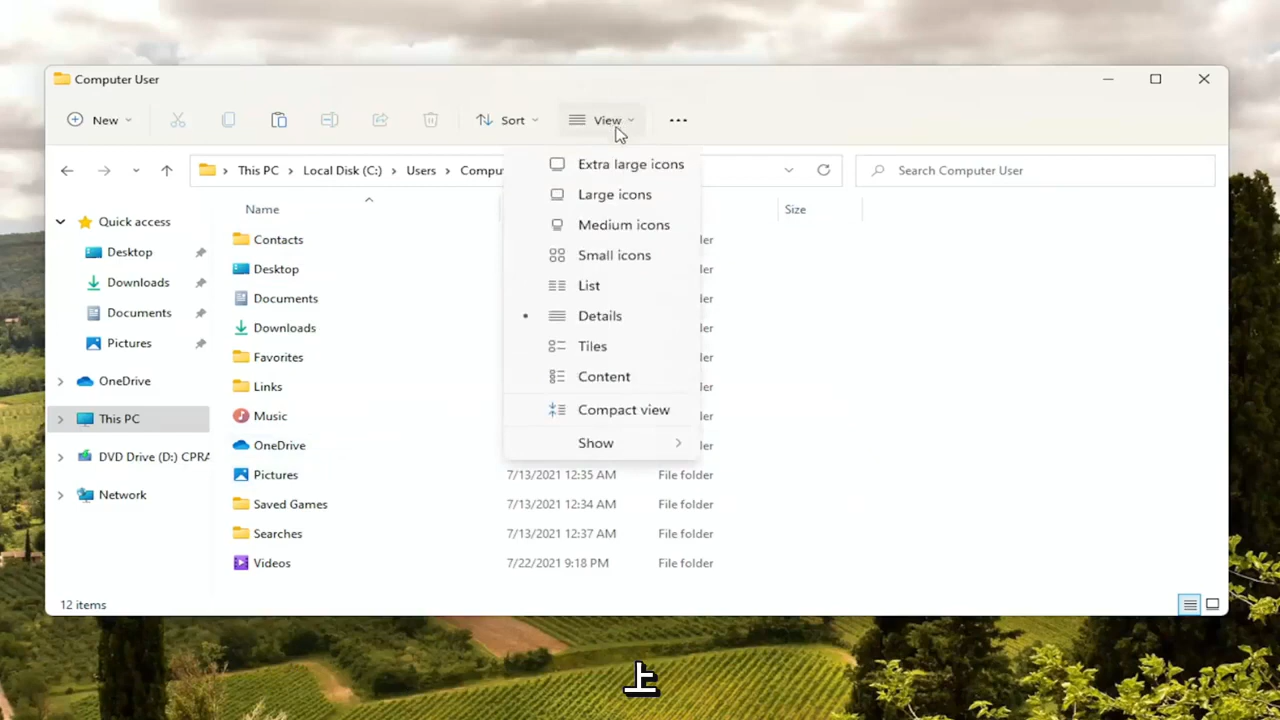 Computer User
New
Sort
View
This PC
Local Disk (C:)
Users
Search Computer User
Extra large icons
Large icons
Medium icons
Small icons
List
Details
Tiles
Content
Compact view
Show
Quick access
Desktop
Downloads
Documents
Pictures
OneDrive
This PC
DVD Drive (D:) CPRA
Network
Name
Size
Contacts
Desktop
Documents
Downloads
Favorites
Links
Music
OneDrive
Pictures 7/13/2021 12:35 AM File folder
Saved Games 7/13/2021 12:34 AM File folder
Searches 7/13/2021 12:37 AM File folder
Videos 7/22/2021 9:18 PM File folder
12 items
上